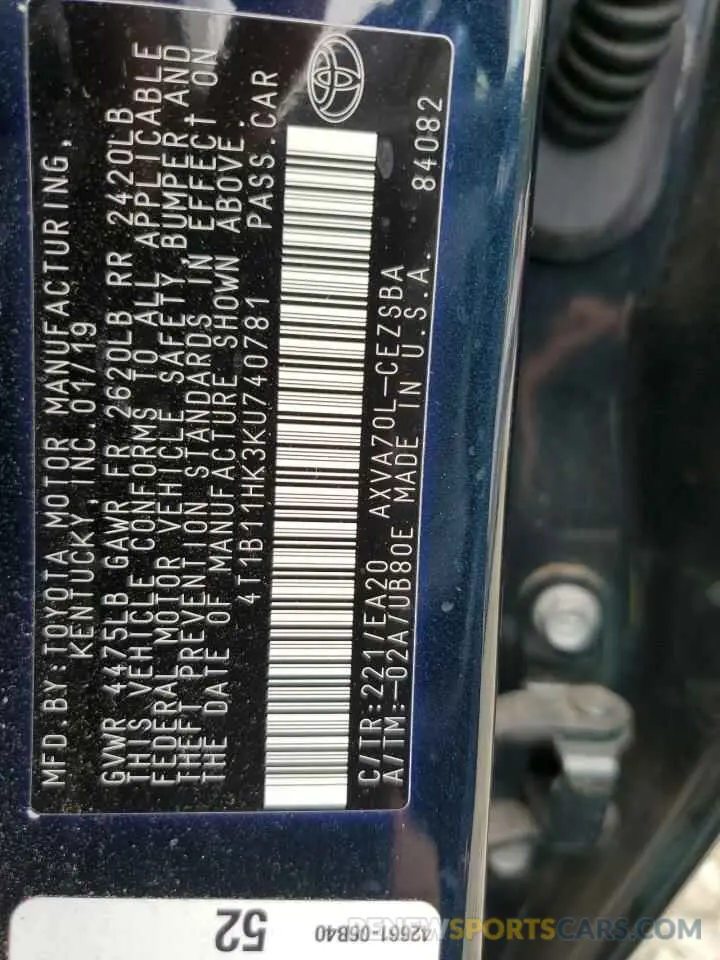 MFD.BY:TOYOTA MOTOR MANUFACTURING,
KENTUCKY, INC.01/19
GVWR 4475LB GAWR FR 2620LB RR 2420LB
THIS VEHICLE CONFORMS TO ALL APPLICABLE
FEDERAL MOTOR VEHICLE SAFETY,BUMPER AND
THEFT PREVENTION STANDARDS IN EFFECT ON
THE DATE OF MANUFACTURE SHOWN ABOVE.
4T1B11HK3KU740781 PASS.CAR
C/TR:221/EA20 AXVA70L-CEZSBA
A/TM:-02A/UB80E MADE IN U.S.A. 84082
52
42661-06B40
RENEWSPORTSCARS.COM